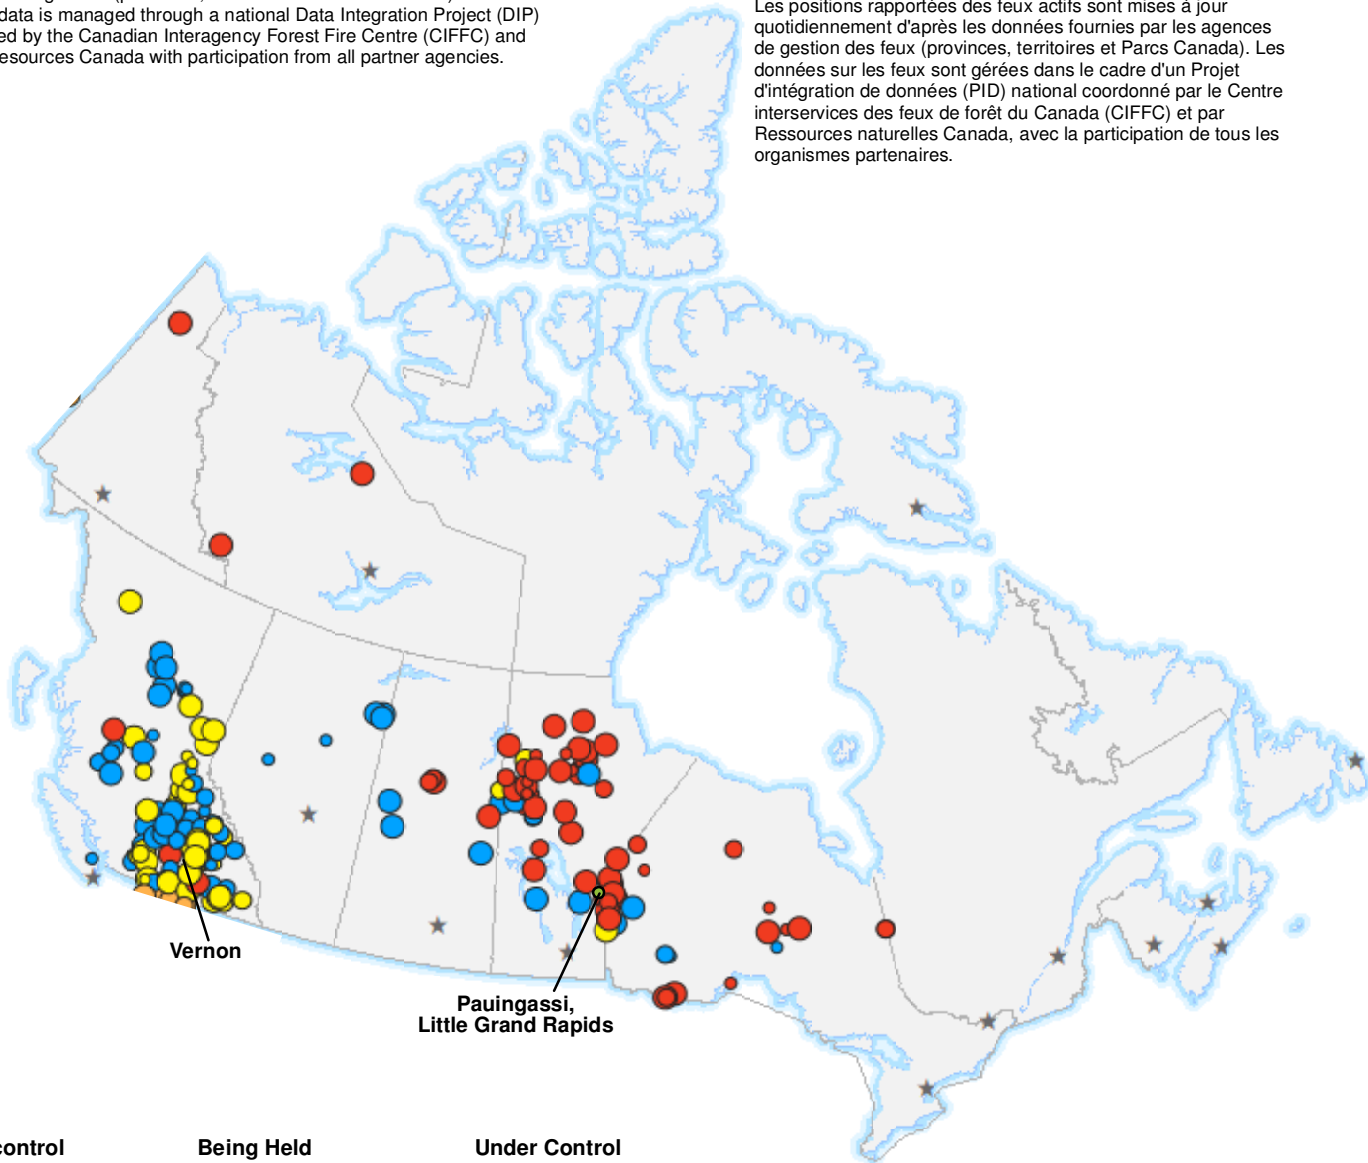 data is managed through a national Data Integration Project (DIP)
ed by the Canadian Interagency Forest Fire Centre (CIFFC) and
esources Canada with participation from all partner agencies.
Les positions rapportées des feux actifs sont mises à jour
quotidiennement d'après les données fournies par les agences
de gestion des feux (provinces, territoires et Parcs Canada). Les
données sur les feux sont gérées dans le cadre d'un Projet
d'intégration de données (PID) national coordonné par le Centre
interservices des feux de forêt du Canada (CIFFC) et par
Ressources naturelles Canada, avec la participation de tous les
organismes partenaires.
Vernon
Pauingassi,
Little Grand Rapids
control
Being Held
Under Control